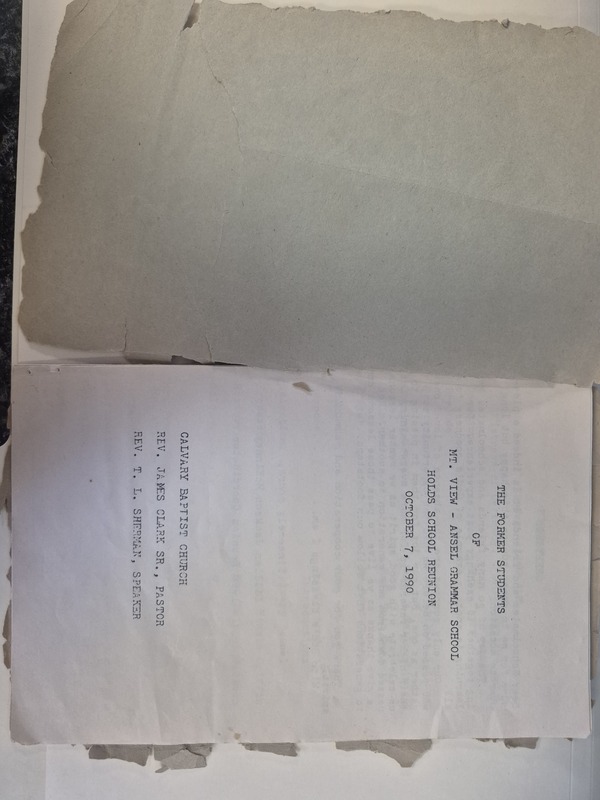 THE FORMER STUDENTS
OF
MT. VIEW - ANSEL GRAMMAR SCHOOL
HOLDS SCHOOL REUNION
OCTOBER 7, 1990
CALVARY BAPTIST CHURCH
REV. JAMES CLARK SR., PASTOR
REV. T. L. SHERMAN, SPEAKER